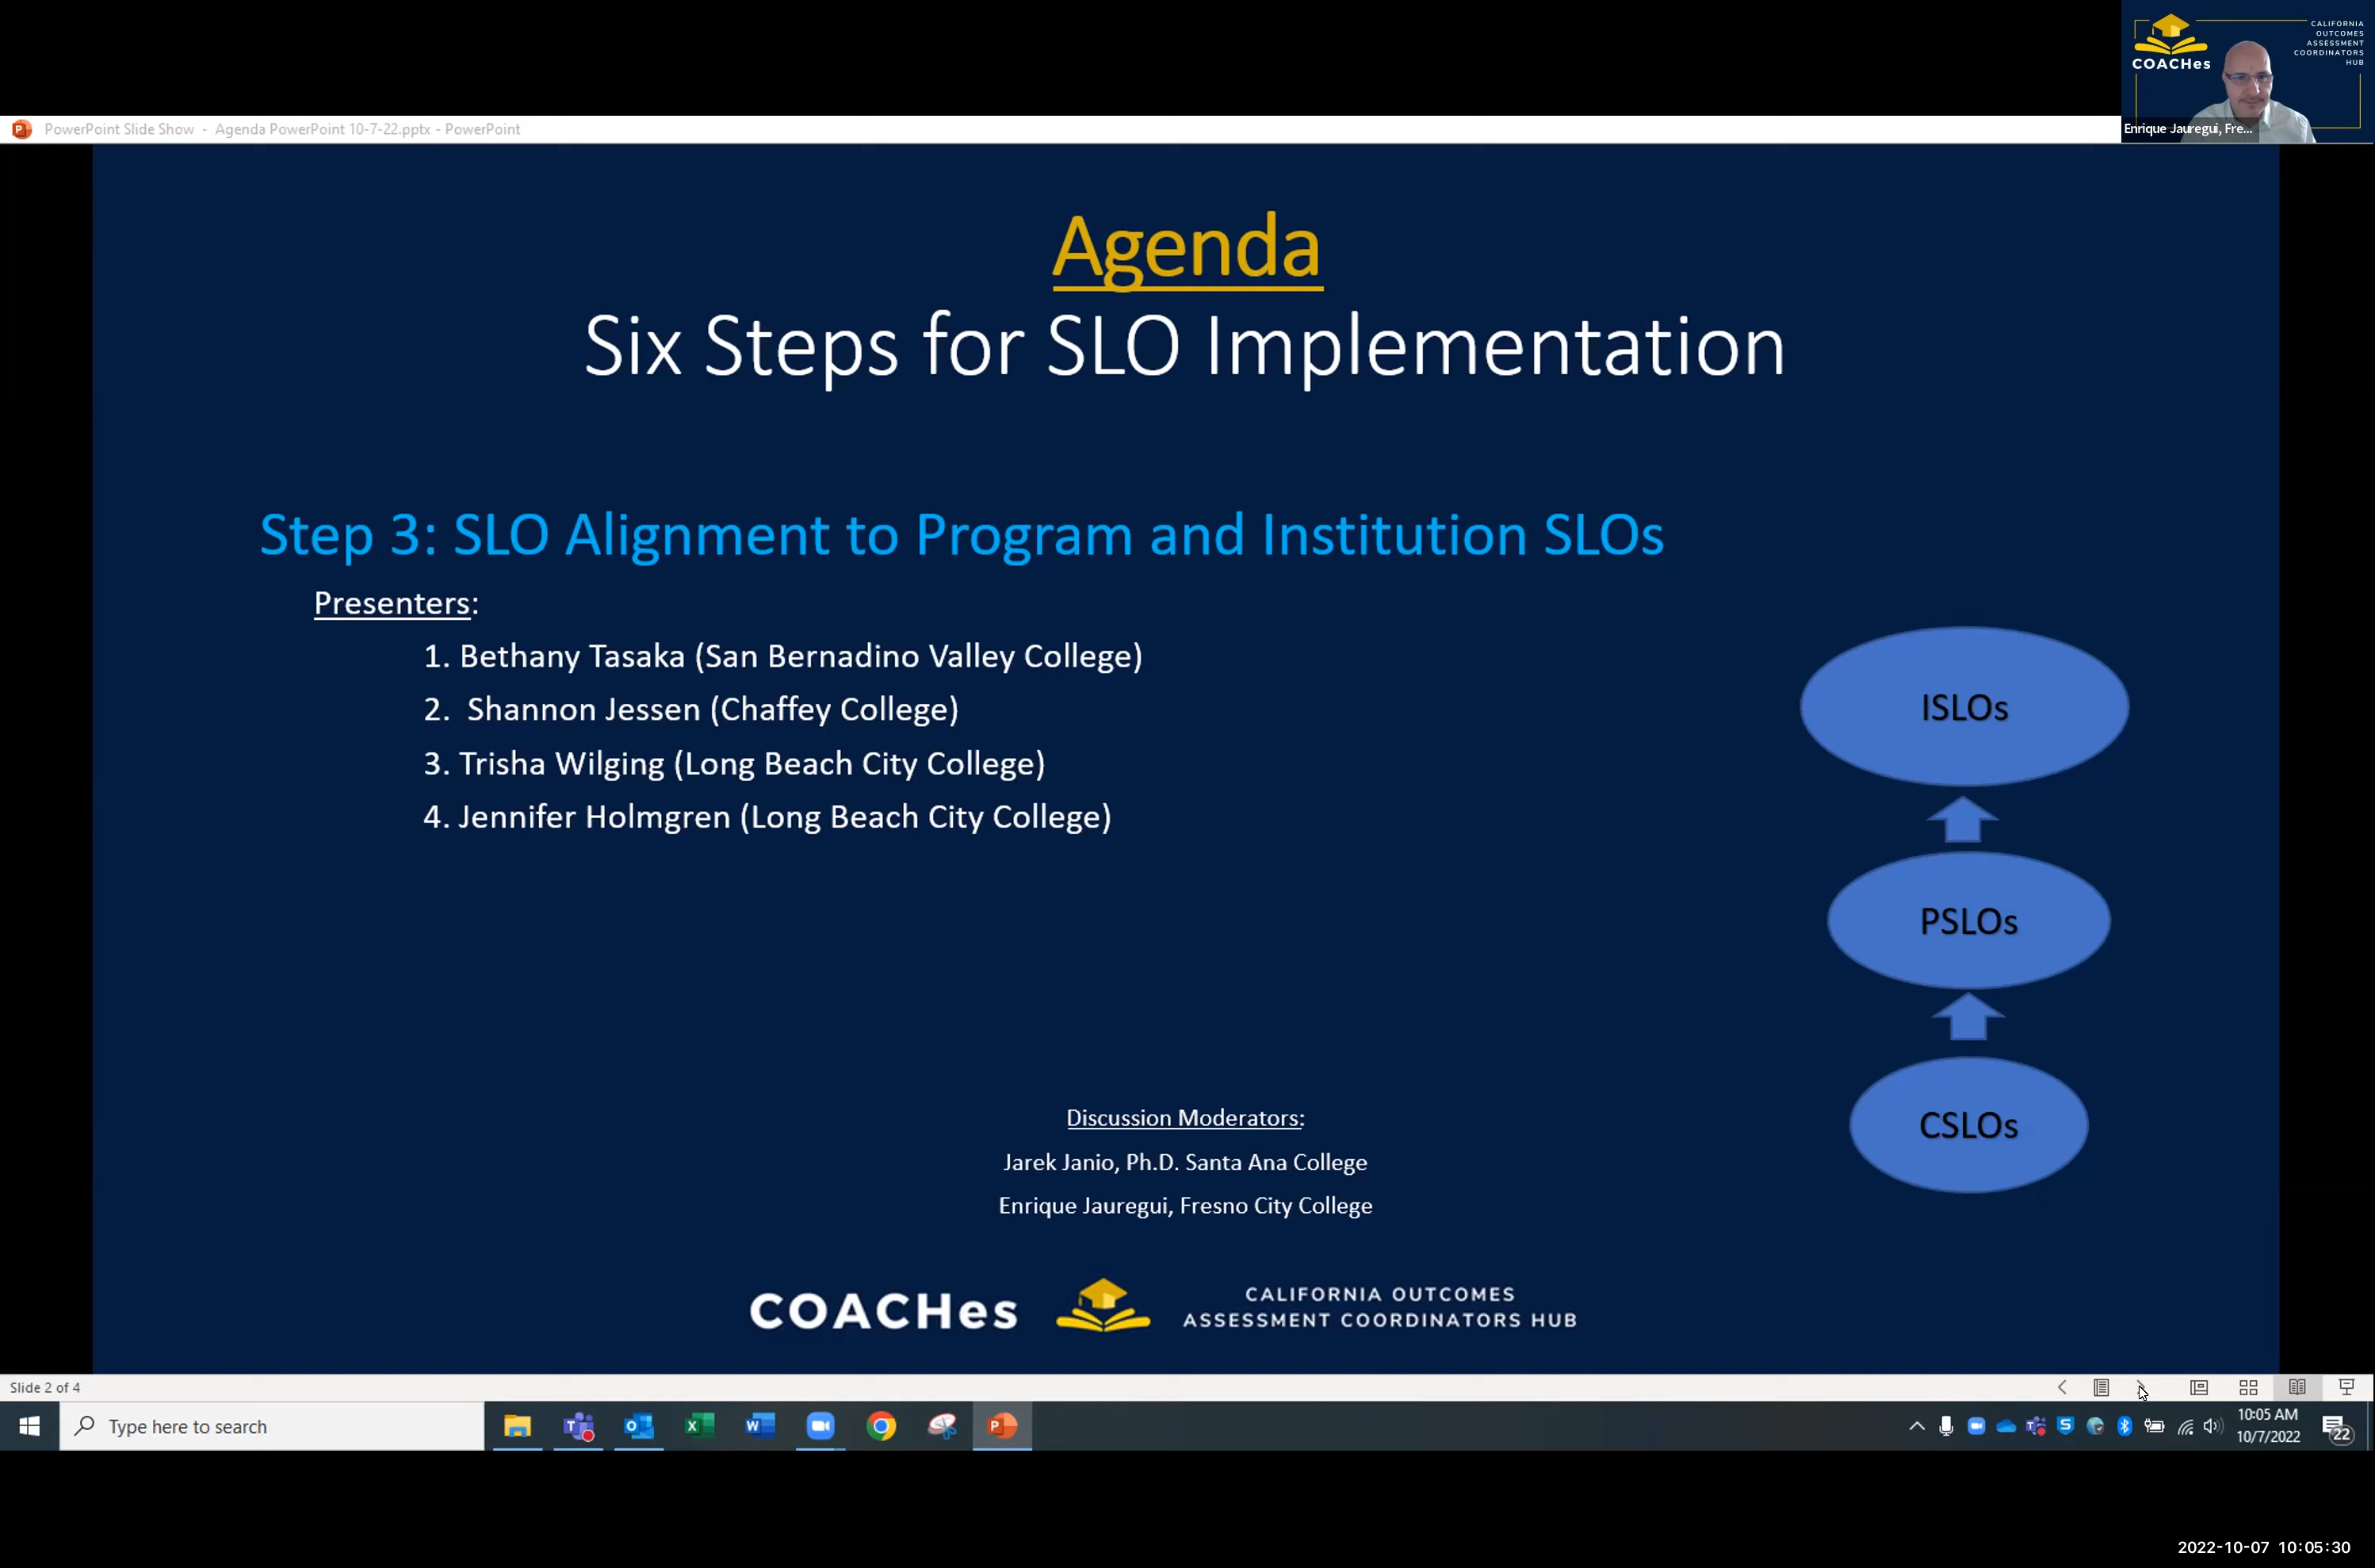 CALIFORNIA
OUTCOMES
ASSESSMENT
COORDINATORS
HUB
COACHes
Enrique Jauregui, Fre...
PowerPoint Slide Show - Agenda PowerPoint 10-7-22.pptx - PowerPoint
Agenda
Six Steps for SLO Implementation
Step 3: SLO Alignment to Program and Institution SLOs
Presenters:
1. Bethany Tasaka (San Bernadino Valley College)
2. Shannon Jessen (Chaffey College)
3. Trisha Wilging (Long Beach City College)
4. Jennifer Holmgren (Long Beach City College)
ISLOs
PSLOs
CSLOs
Discussion Moderators:
Jarek Janio, Ph.D. Santa Ana College
Enrique Jauregui, Fresno City College
COACHes
CALIFORNIA OUTCOMES
ASSESSMENT COORDINATORS HUB
Slide 2 of 4
Type here to search
10:05 AM
10/7/2022
22
2022-10-07 10:05:30